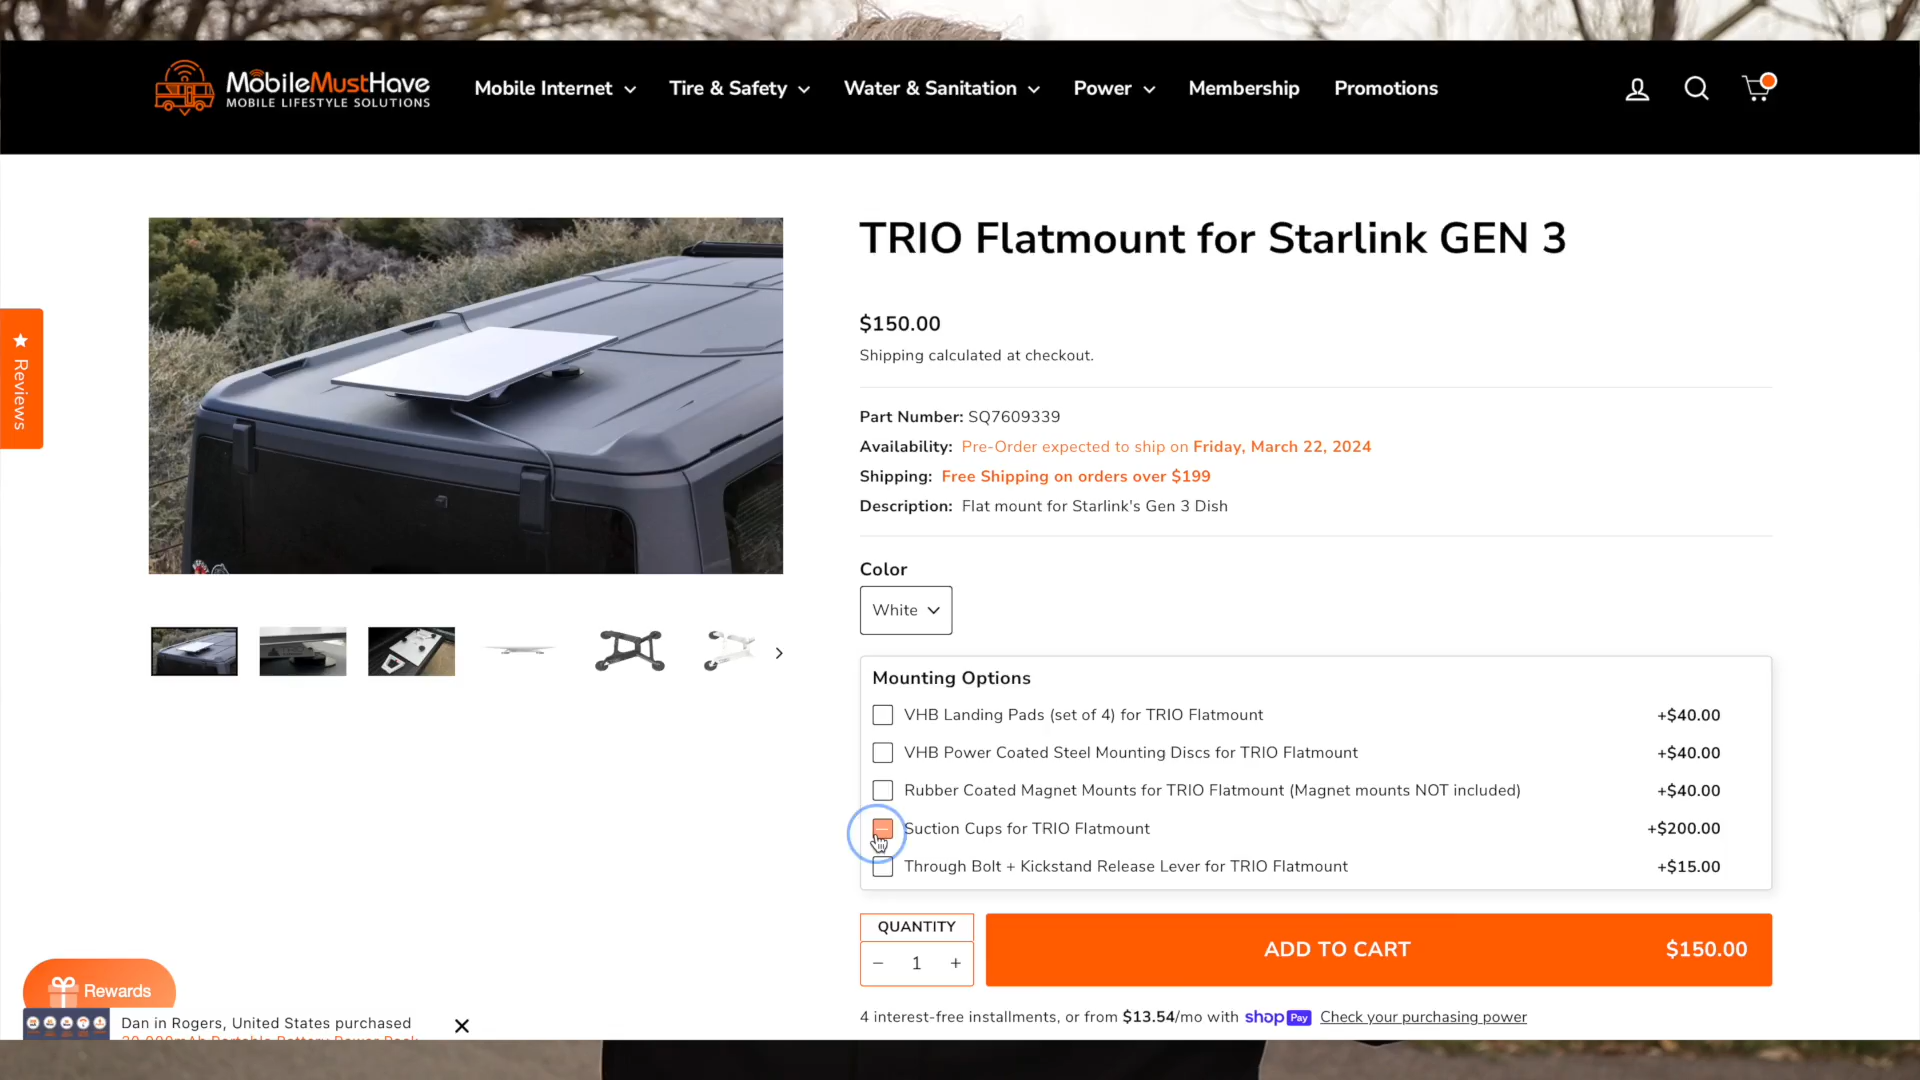 MobileMustHave
MOBILE LIFESTYLE SOLUTIONS
Mobile Internet
Tire & Safety
Water & Sanitation
Power
Membership
Promotions
Reviews
TRIO Flatmount for Starlink GEN 3
$150.00
Shipping calculated at checkout.
Part Number: SQ7609339
Availability: Pre-Order expected to ship on Friday, March 22, 2024
Shipping: Free Shipping on orders over $199
Description: Flat mount for Starlink's Gen 3 Dish
Color
White
Mounting Options
VHB Landing Pads (set of 4) for TRIO Flatmount +$40.00
VHB Power Coated Steel Mounting Discs for TRIO Flatmount +$40.00
Rubber Coated Magnet Mounts for TRIO Flatmount (Magnet mounts NOT included) +$40.00
Suction Cups for TRIO Flatmount +$200.00
Through Bolt + Kickstand Release Lever for TRIO Flatmount +$15.00
QUANTITY
− 1 +
ADD TO CART $150.00
4 interest-free installments, or from $13.54/mo with shop Pay Check your purchasing power
Rewards
Dan in Rogers, United States purchased
20,000mAh Portable Battery Power Pack